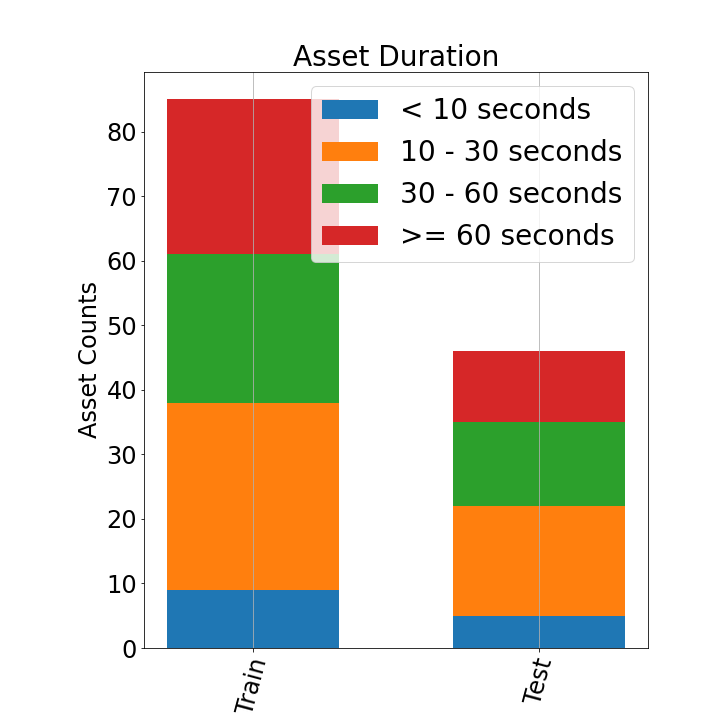 Asset Duration
< 10 seconds
10 - 30 seconds
30 - 60 seconds
>= 60 seconds
Asset Counts
80
70
60
50
40
30
20
10
0
Train
Test